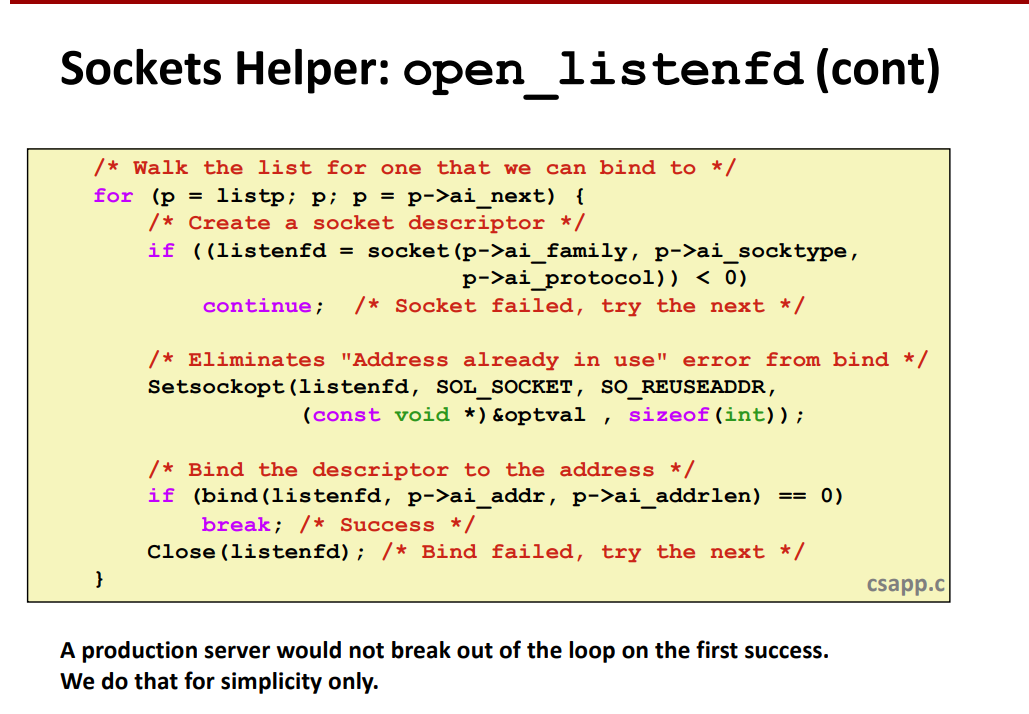 Sockets Helper: open_listenfd (cont)
/* Walk the list for one that we can bind to */
for (p = listp; p; p = p->ai_next) {
/* Create a socket descriptor */
if ((listenfd = socket(p->ai_family, p->ai_socktype,
p->ai_protocol)) < 0)
continue; /* Socket failed, try the next */
/* Eliminates "Address already in use" error from bind */
Setsockopt(listenfd, SOL_SOCKET, SO_REUSEADDR,
(const void *)&optval , sizeof(int));
/* Bind the descriptor to the address */
if (bind(listenfd, p->ai_addr, p->ai_addrlen) == 0)
break; /* Success */
Close(listenfd); /* Bind failed, try the next */
}
csapp.c
A production server would not break out of the loop on the first success.
We do that for simplicity only.